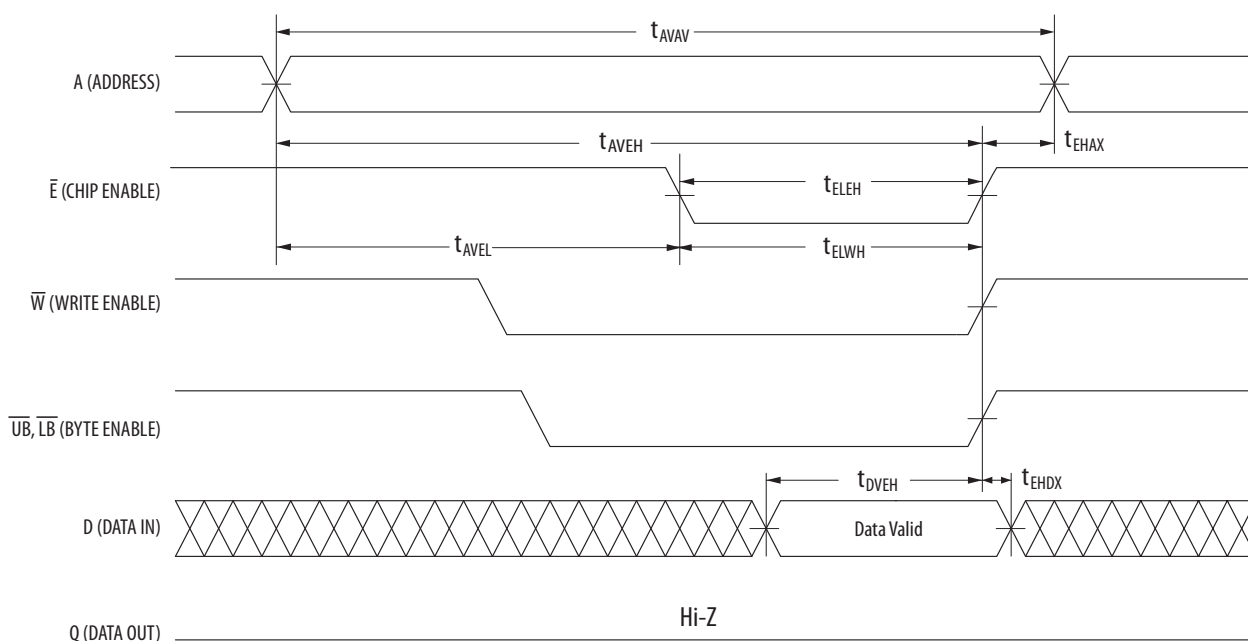 tAVAV
A (ADDRESS)
tAVEH
tEHAX
E̅ (CHIP ENABLE)
tELEH
tAVEL
tELWH
W̅ (WRITE ENABLE)
U̅B̅, L̅B̅ (BYTE ENABLE)
tDVEH
tEHDX
D (DATA IN)
Data Valid
Hi-Z
Q (DATA OUT)